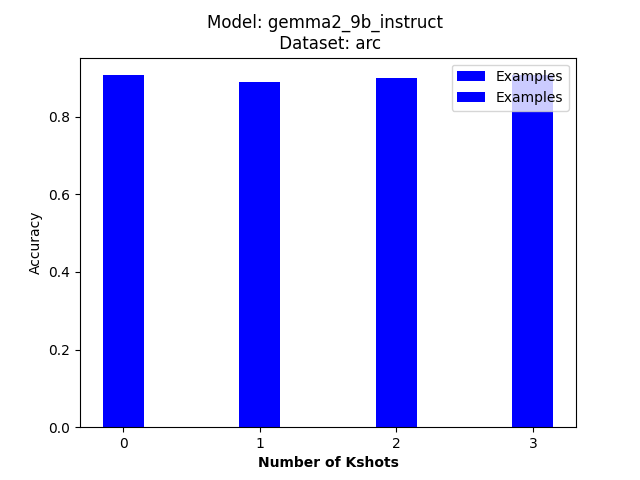 Model: gemma2_9b_instruct
Dataset: arc
Examples
Examples
Accuracy
0.8
0.6
0.4
0.2
0.0
0 1 2 3
Number of Kshots